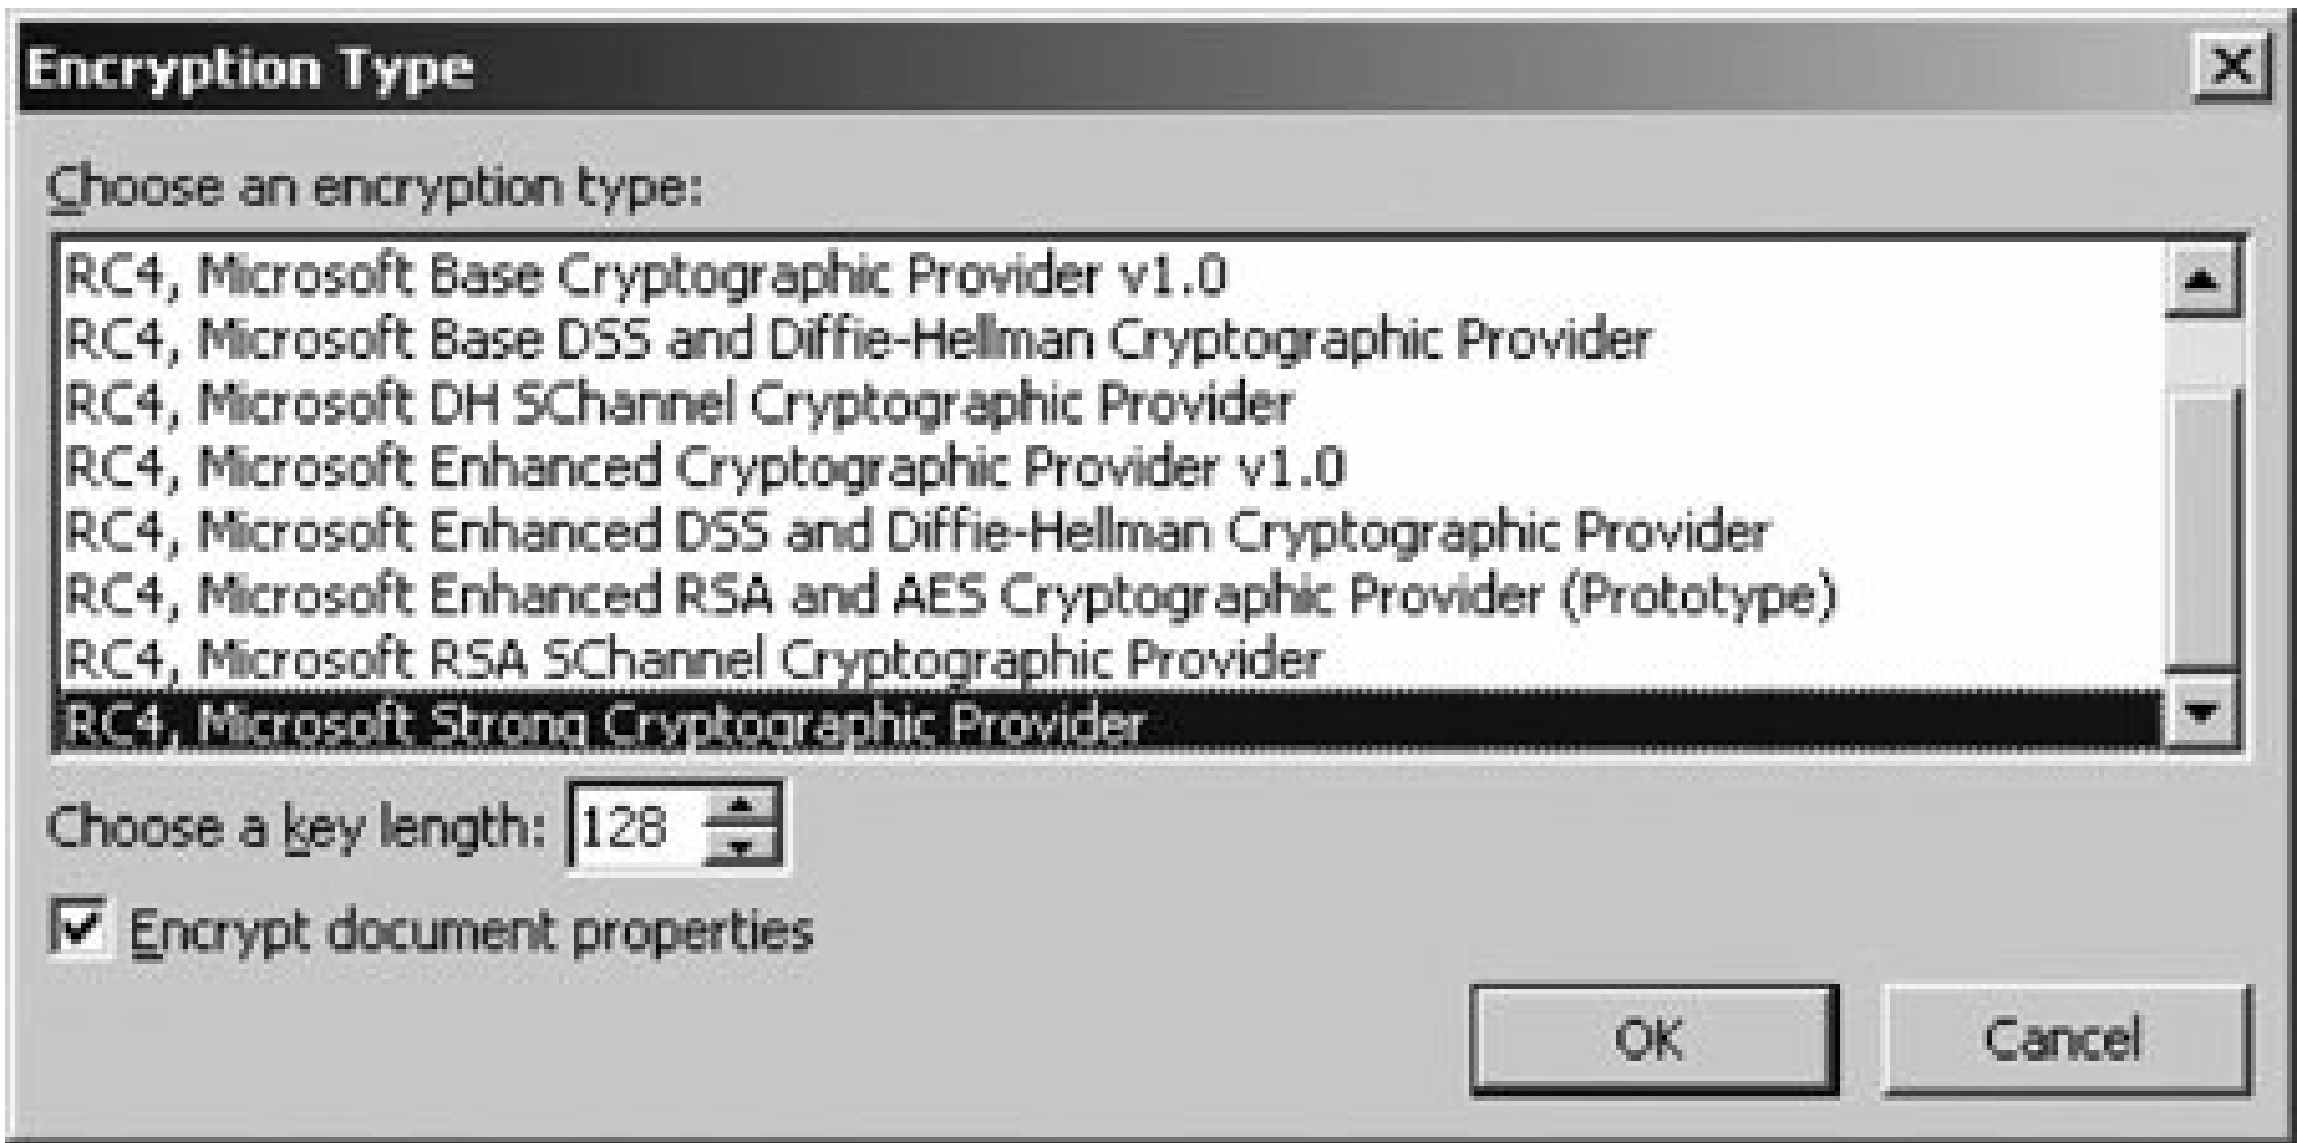 Encryption Type
Choose an encryption type:
RC4, Microsoft Base Cryptographic Provider v1.0
RC4, Microsoft Base DSS and Diffie-Hellman Cryptographic Provider
RC4, Microsoft DH SChannel Cryptographic Provider
RC4, Microsoft Enhanced Cryptographic Provider v1.0
RC4, Microsoft Enhanced DSS and Diffie-Hellman Cryptographic Provider
RC4, Microsoft Enhanced RSA and AES Cryptographic Provider (Prototype)
RC4, Microsoft RSA SChannel Cryptographic Provider
RC4, Microsoft Strong Cryptographic Provider
Choose a key length: 128
Encrypt document properties
OK Cancel